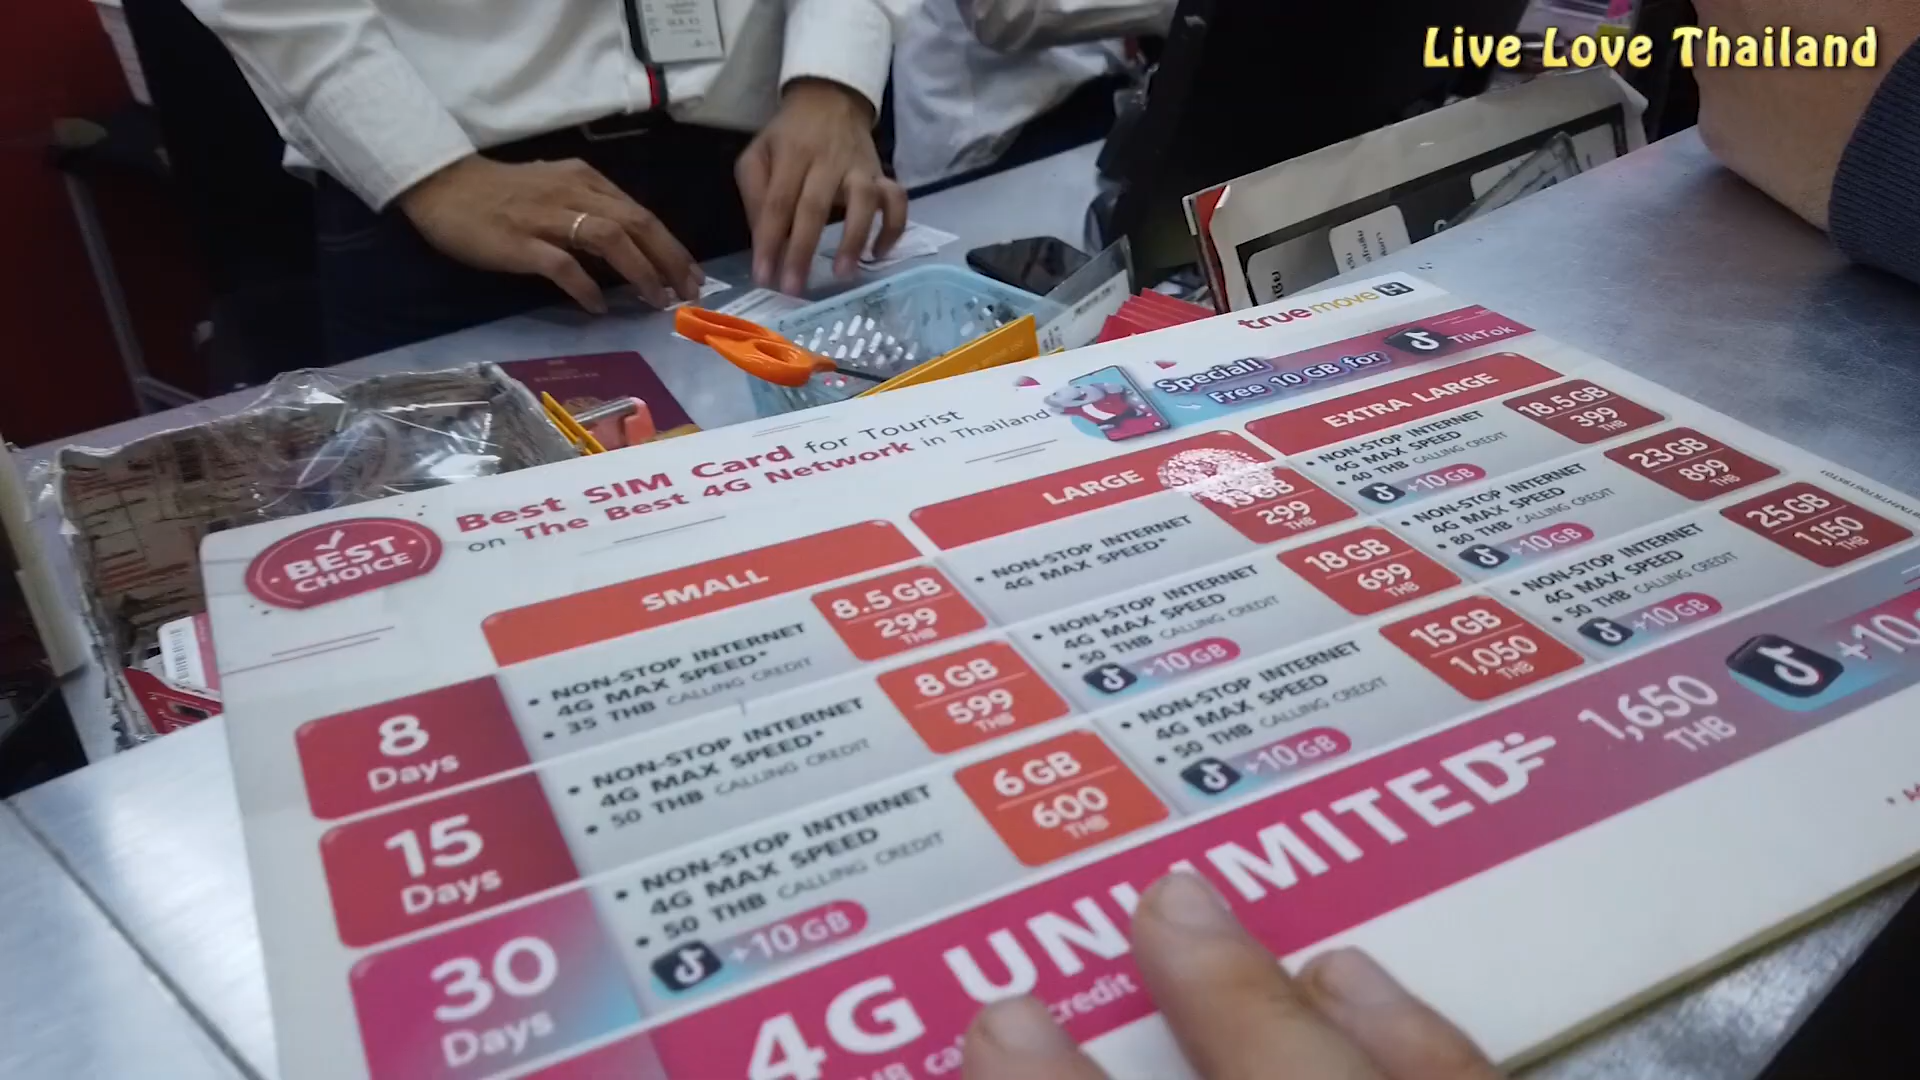 Live Love Thailand
truemove H
Special!!
Free 10 GB for TikTok
BEST
CHOICE
Best SIM Card for Tourist
on The Best 4G Network in Thailand
SMALL
LARGE
EXTRA LARGE
8
Days
• NON-STOP INTERNET
4G MAX SPEED*
• 35 THB CALLING CREDIT
8.5GB
299
THB
• NON-STOP INTERNET
4G MAX SPEED*
299
THB
• NON-STOP INTERNET
4G MAX SPEED
• 40 THB CALLING CREDIT
+10GB
18.5GB
399
THB
15
Days
• NON-STOP INTERNET
4G MAX SPEED*
• 50 THB CALLING CREDIT
8GB
599
THB
• NON-STOP INTERNET
4G MAX SPEED
• 50 THB CALLING CREDIT
+10GB
18GB
699
THB
• NON-STOP INTERNET
4G MAX SPEED
• 80 THB CALLING CREDIT
+10GB
23GB
899
THB
30
Days
• NON-STOP INTERNET
4G MAX SPEED
• 50 THB CALLING CREDIT
+10GB
6GB
600
THB
• NON-STOP INTERNET
4G MAX SPEED
• 50 THB CALLING CREDIT
+10GB
15GB
1,050
THB
• NON-STOP INTERNET
4G MAX SPEED
• 50 THB CALLING CREDIT
+10GB
25GB
1,150
THB
4G UNLIMITED
1,650
THB
+10
credit